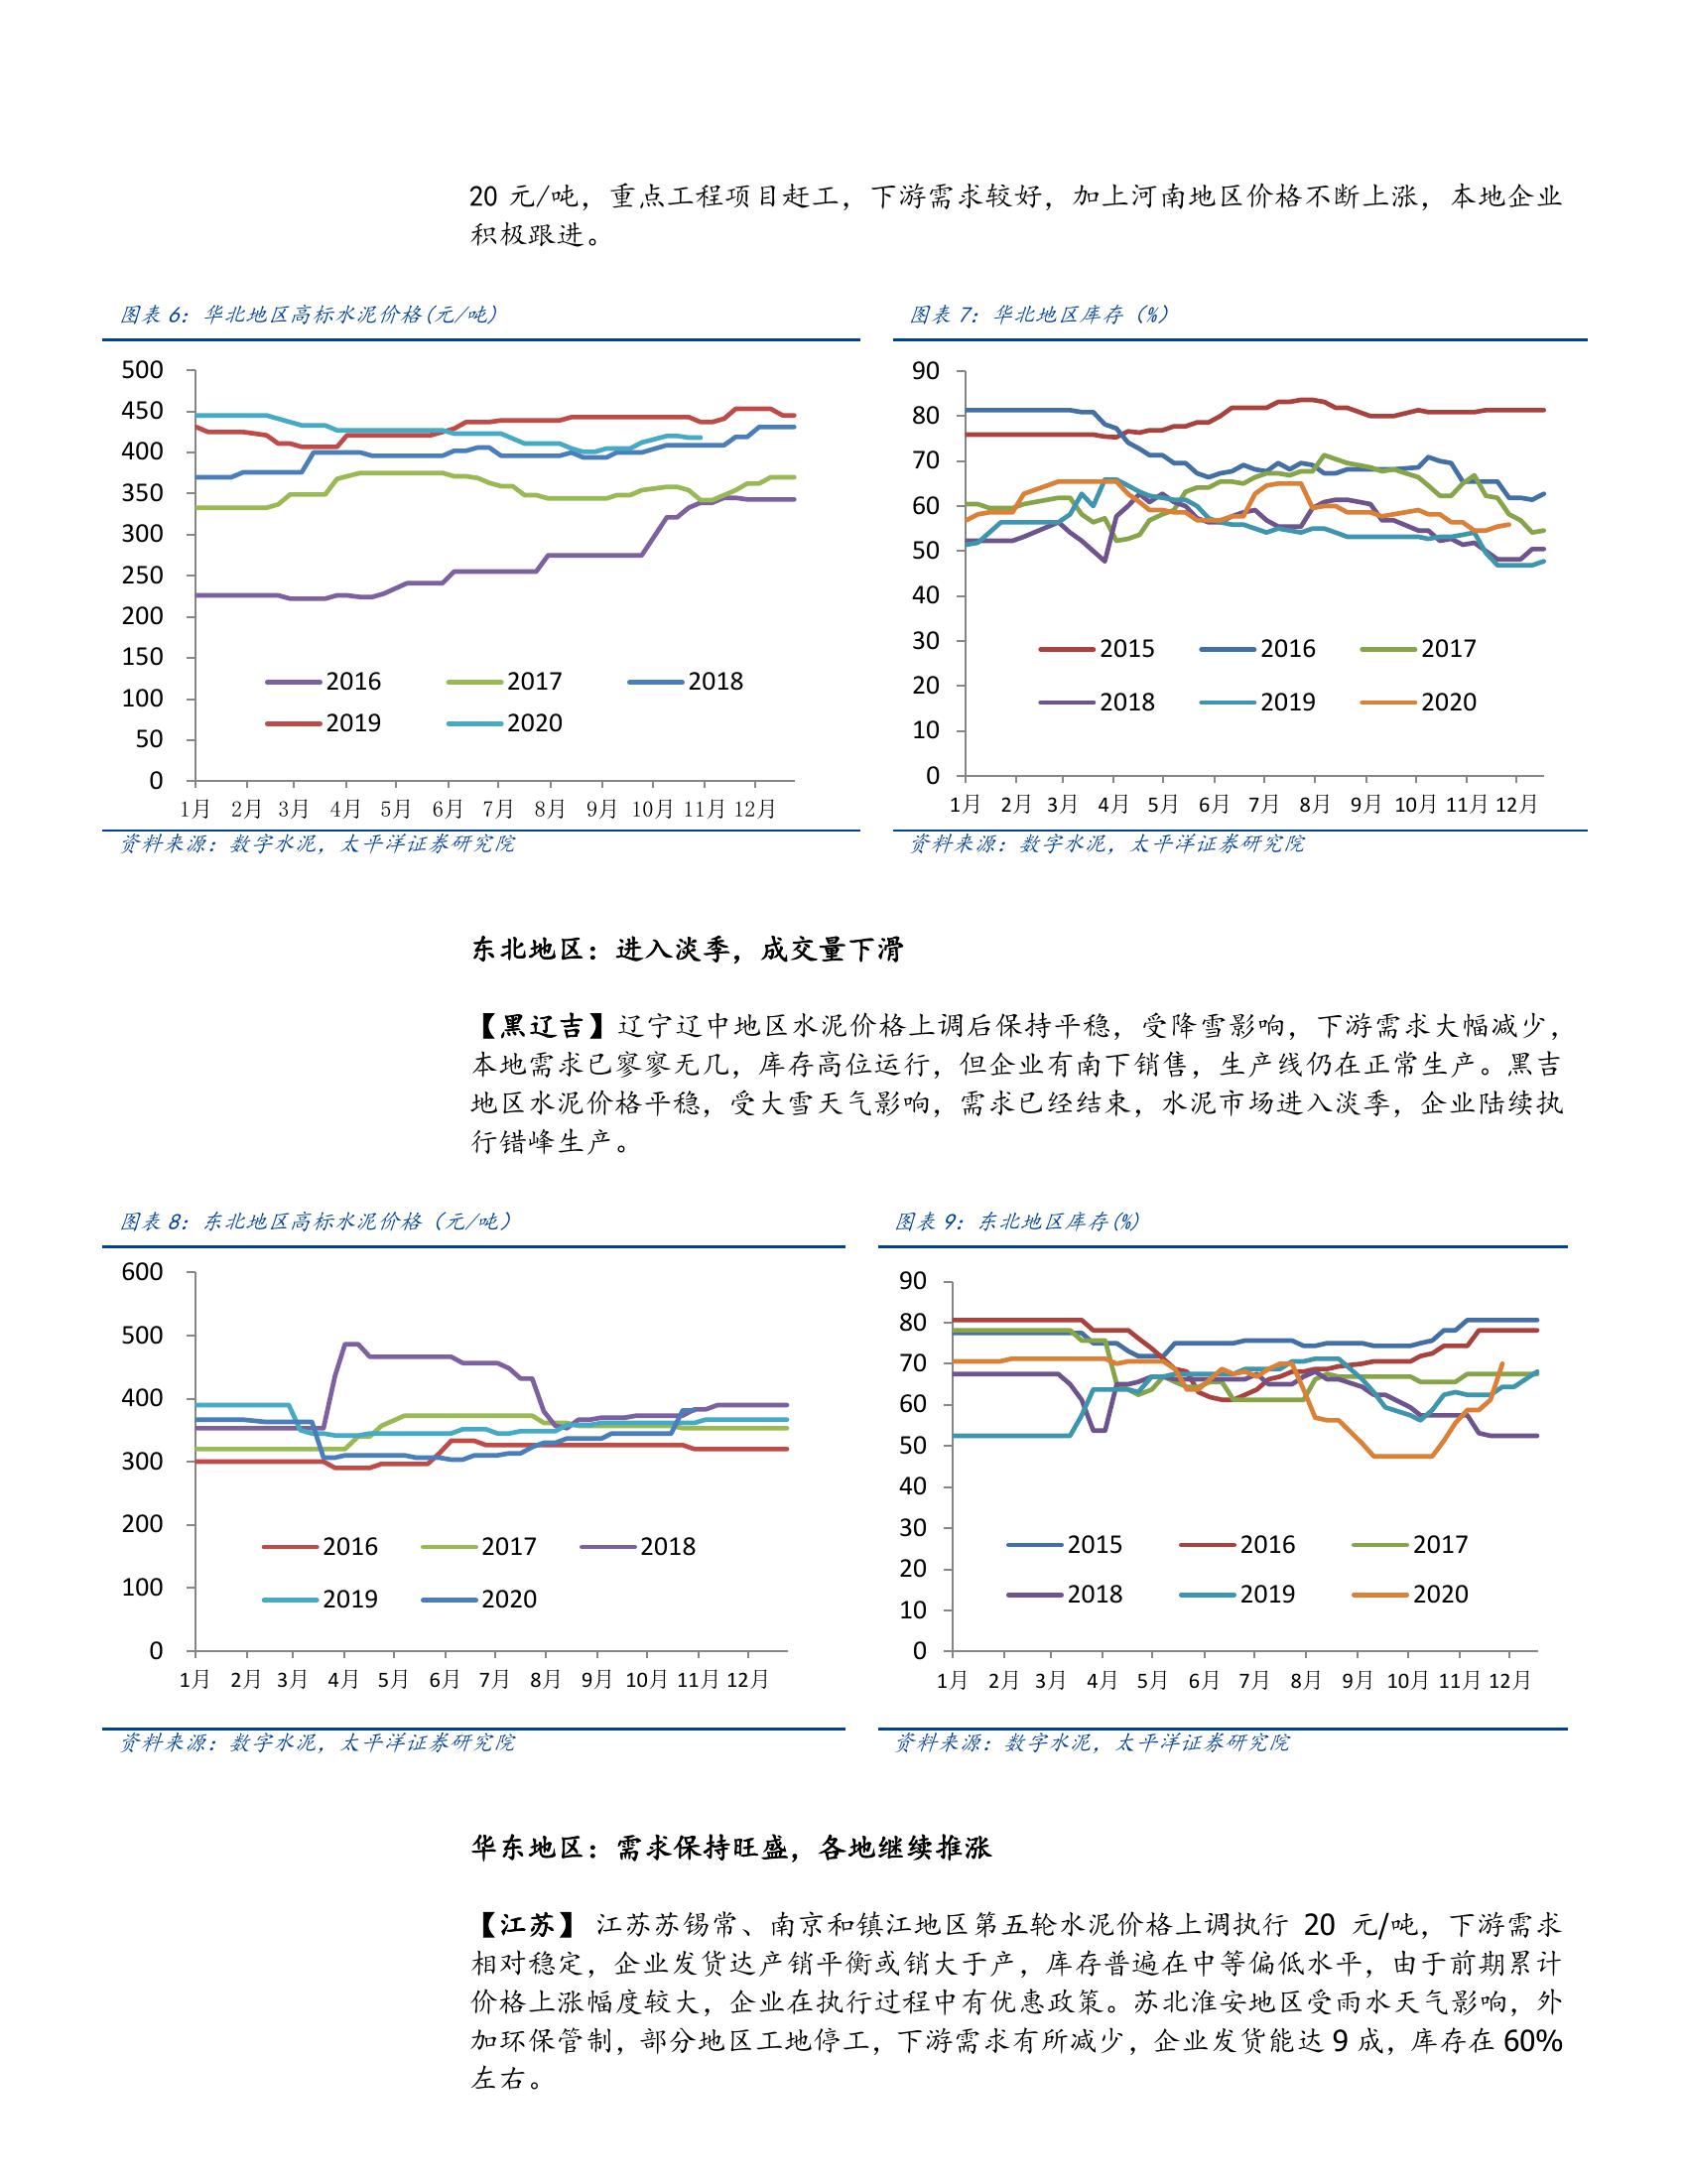 20 元/吨，重点工程项目赶工，下游需求较好，加上河南地区价格不断上涨，本地企业
积极跟进。
图表 6：华北地区高标水泥价格(元/吨)
500
450
400
350
300
250
200
150
100
50
0
2016 2017 2018
2019 2020
1月 2月 3月 4月 5月 6月 7月 8月 9月 10月 11月 12月
资料来源：数字水泥，太平洋证券研究院
图表 7：华北地区库存（%）
90
80
70
60
50
40
30
20
10
0
2015 2016 2017
2018 2019 2020
1月 2月 3月 4月 5月 6月 7月 8月 9月 10月 11月 12月
资料来源：数字水泥，太平洋证券研究院
东北地区：进入淡季，成交量下滑
【黑辽吉】辽宁辽中地区水泥价格上调后保持平稳，受降雪影响，下游需求大幅减少，
本地需求已寥寥无几，库存高位运行，但企业有南下销售，生产线仍在正常生产。黑吉
地区水泥价格平稳，受大雪天气影响，需求已经结束，水泥市场进入淡季，企业陆续执
行错峰生产。
图表 8：东北地区高标水泥价格（元/吨）
600
500
400
300
200
100
0
2016 2017 2018
2019 2020
1月 2月 3月 4月 5月 6月 7月 8月 9月 10月 11月 12月
资料来源：数字水泥，太平洋证券研究院
图表 9：东北地区库存(%)
90
80
70
60
50
40
30
20
10
0
2015 2016 2017
2018 2019 2020
1月 2月 3月 4月 5月 6月 7月 8月 9月 10月 11月 12月
资料来源：数字水泥，太平洋证券研究院
华东地区：需求保持旺盛，各地继续推涨
【江苏】 江苏苏锡常、南京和镇江地区第五轮水泥价格上调执行 20 元/吨，下游需求
相对稳定，企业发货达产销平衡或销大于产，库存普遍在中等偏低水平，由于前期累计
价格上涨幅度较大，企业在执行过程中有优惠政策。苏北淮安地区受雨水天气影响，外
加环保管制，部分地区工地停工，下游需求有所减少，企业发货能达 9 成，库存在 60%
左右。